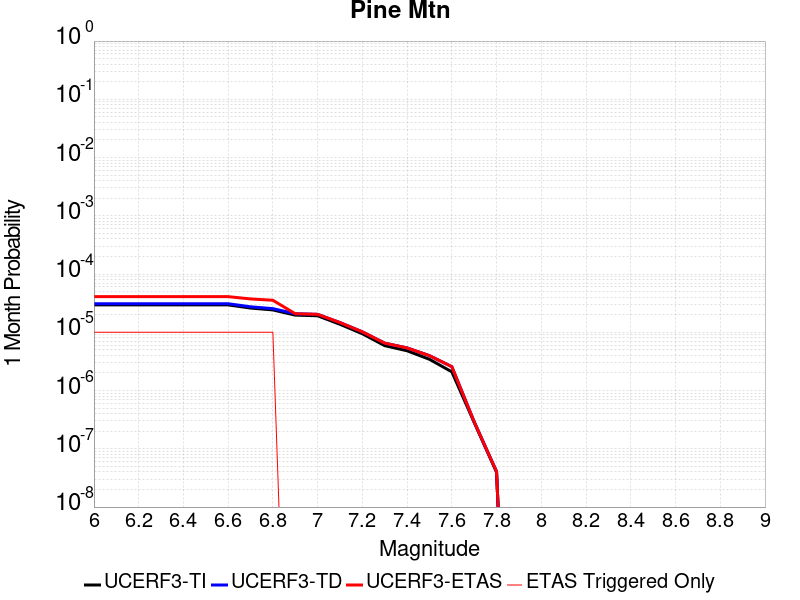 Pine Mtn
10^0
10^-1
10^-2
10^-3
10^-4
10^-5
10^-6
10^-7
10^-8
1 Month Probability
6 6.2 6.4 6.6 6.8 7 7.2 7.4 7.6 7.8 8 8.2 8.4 8.6 8.8 9
Magnitude
UCERF3-TI UCERF3-TD UCERF3-ETAS ETAS Triggered Only